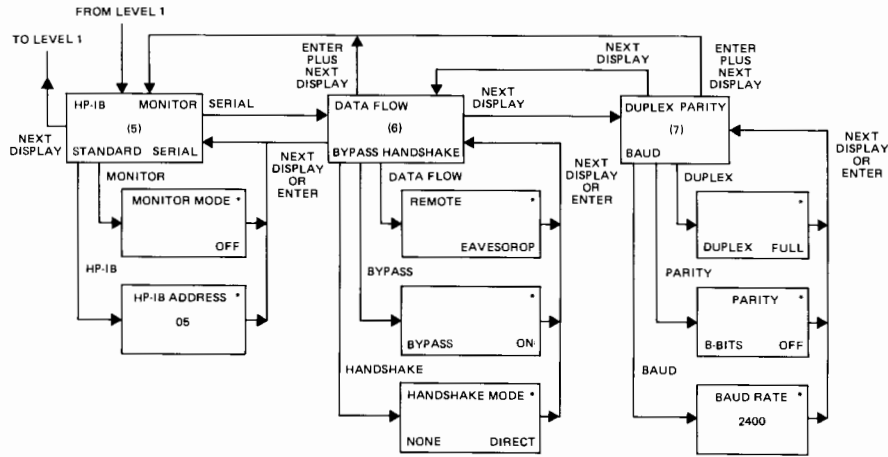 FROM LEVEL 1
TO LEVEL 1
HP-IB MONITOR
(5)
STANDARD SERIAL
NEXT
DISPLAY
SERIAL
MONITOR
MONITOR MODE *
OFF
HP-IB
HP-IB ADDRESS *
05
NEXT
DISPLAY
OR
ENTER
ENTER
PLUS
NEXT
DISPLAY
DATA FLOW
(6)
BYPASS HANDSHAKE
NEXT
DISPLAY
DATA FLOW
REMOTE *
EAVESOROP
BYPASS
*
BYPASS ON
HANDSHAKE
HANDSHAKE MODE *
NONE DIRECT
NEXT
DISPLAY
OR
ENTER
NEXT
DISPLAY
ENTER
PLUS
NEXT
DISPLAY
DUPLEX PARITY
(7)
BAUD
DUPLEX
*
DUPLEX FULL
PARITY
PARITY *
B-BITS OFF
BAUD
BAUD RATE *
2400
NEXT
DISPLAY
OR
ENTER